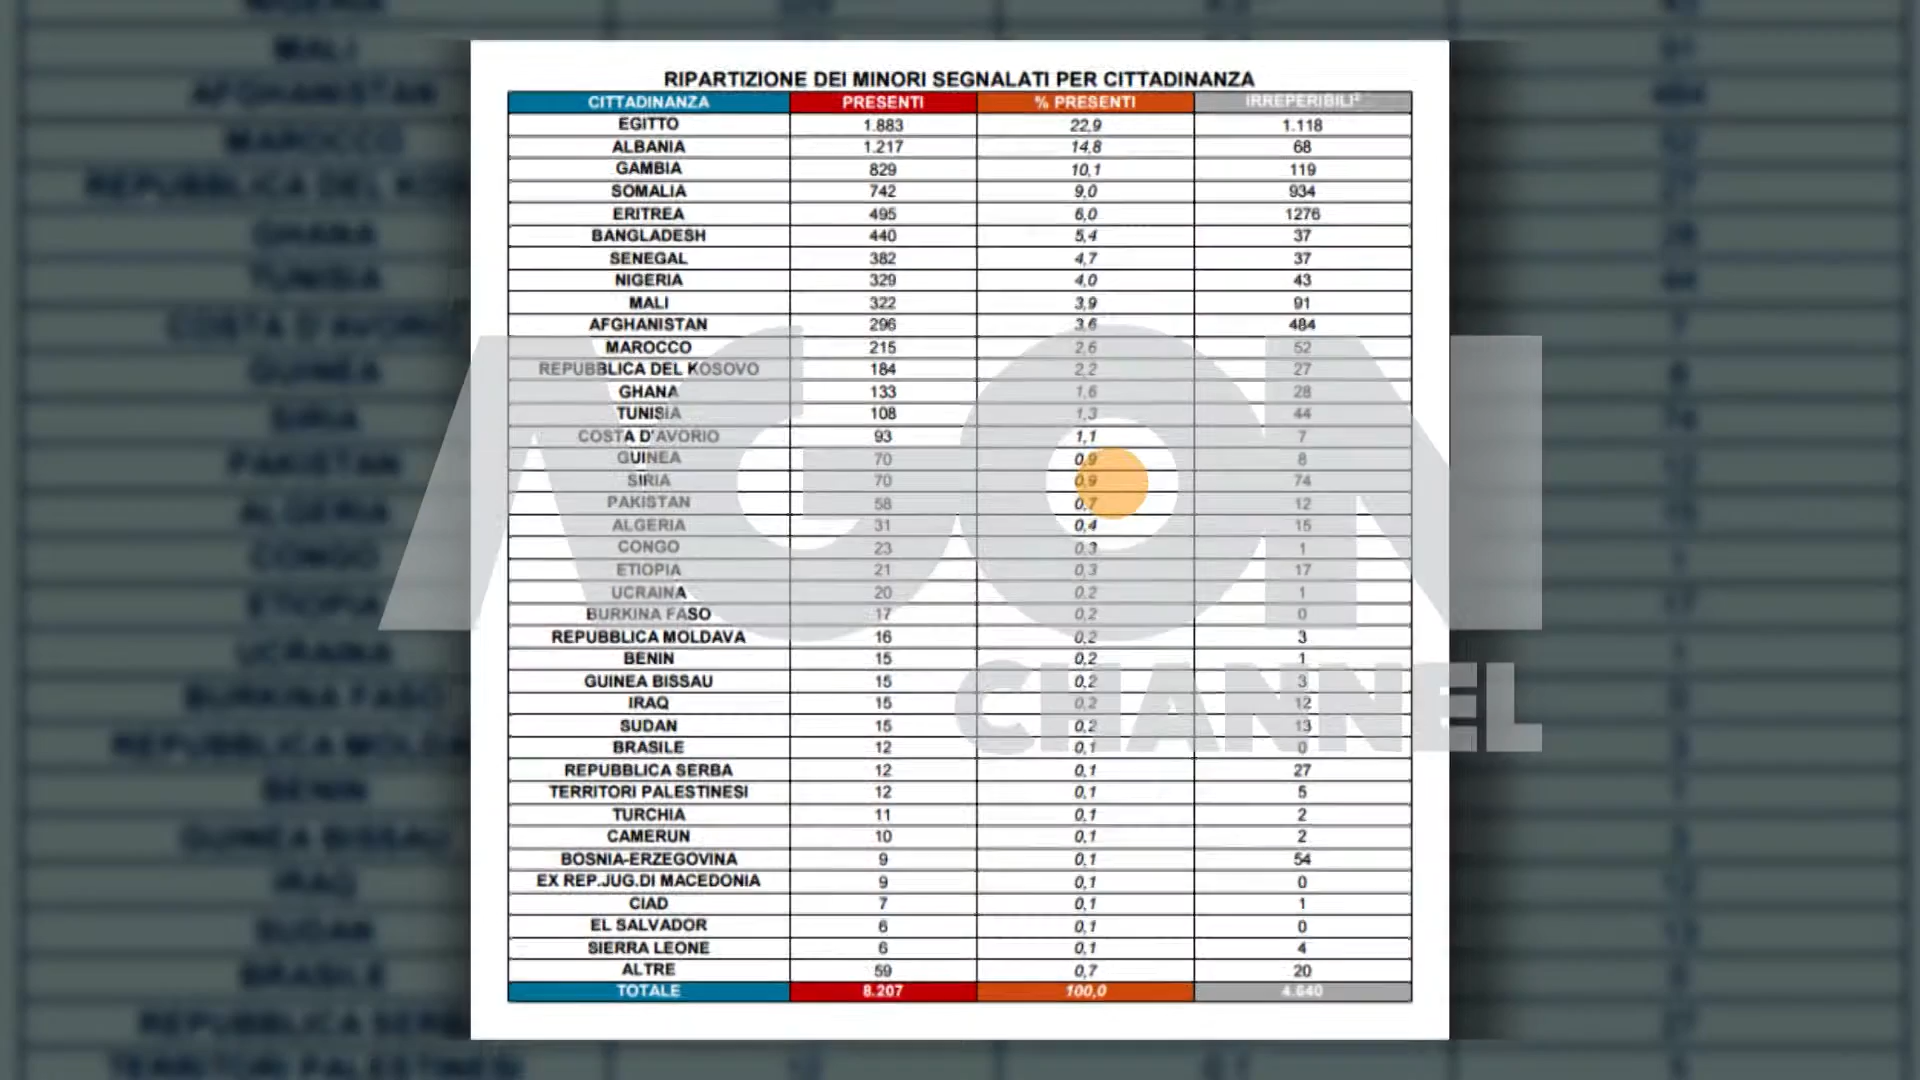 RIPARTIZIONE DEI MINORI SEGNALATI PER CITTADINANZA
CITTADINANZA PRESENTI % PRESENTI IRREPERIBILI²
EGITTO 1.883 22,9 1.118
ALBANIA 1.217 14,8 68
GAMBIA 829 10,1 119
SOMALIA 742 9,0 934
ERITREA 495 6,0 1276
BANGLADESH 440 5,4 37
SENEGAL 382 4,7 37
NIGERIA 329 4,0 43
MALI 322 3,9 91
AFGHANISTAN 296 3,6 484
MAROCCO 215 2,6 52
REPUBBLICA DEL KOSOVO 184 2,2 27
GHANA 133 1,6 28
TUNISIA 108 1,3 44
COSTA D'AVORIO 93 1,1 7
GUINEA 70 0,9 8
SIRIA 70 0,9 74
PAKISTAN 58 0,7 12
ALGERIA 31 0,4 15
CONGO 23 0,3 1
ETIOPIA 21 0,3 17
UCRAINA 20 0,2 1
BURKINA FASO 17 0,2 0
REPUBBLICA MOLDAVA 16 0,2 3
BENIN 15 0,2 1
GUINEA BISSAU 15 0,2 3
IRAQ 15 0,2 12
SUDAN 15 0,2 13
BRASILE 12 0,1 0
REPUBBLICA SERBA 12 0,1 27
TERRITORI PALESTINESI 12 0,1 5
TURCHIA 11 0,1 2
CAMERUN 10 0,1 2
BOSNIA-ERZEGOVINA 9 0,1 54
EX REP.JUG.DI MACEDONIA 9 0,1 0
CIAD 7 0,1 1
EL SALVADOR 6 0,1 0
SIERRA LEONE 6 0,1 4
ALTRE 59 0,7 20
TOTALE 8.207 100,0 4.640
AGON
CHANNEL